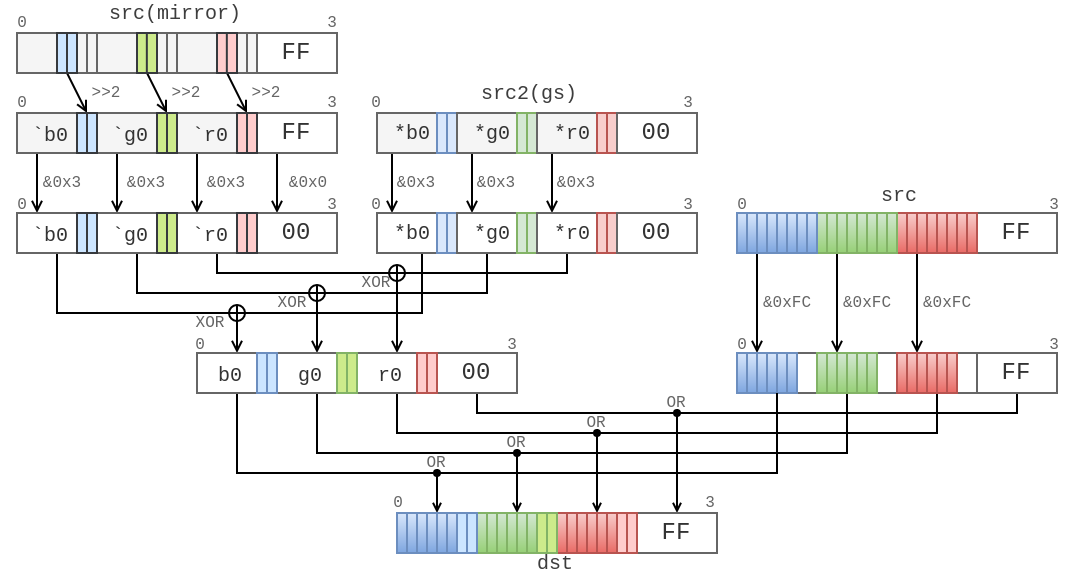 src(mirror)
0 3
FF
>>2 >>2 >>2
src2(gs)
0 3 0 3
`b0 `g0 `r0 FF *b0 *g0 *r0 00
&0x3 &0x3 &0x3 &0x0 &0x3 &0x3 &0x3
src
0 3 0 3 0 3
`b0 `g0 `r0 00 *b0 *g0 *r0 00 FF
XOR
XOR
XOR
&0xFC &0xFC &0xFC
0 3 0 3
b0 g0 r0 00 FF
OR
OR
OR
OR
0 3
FF
dst